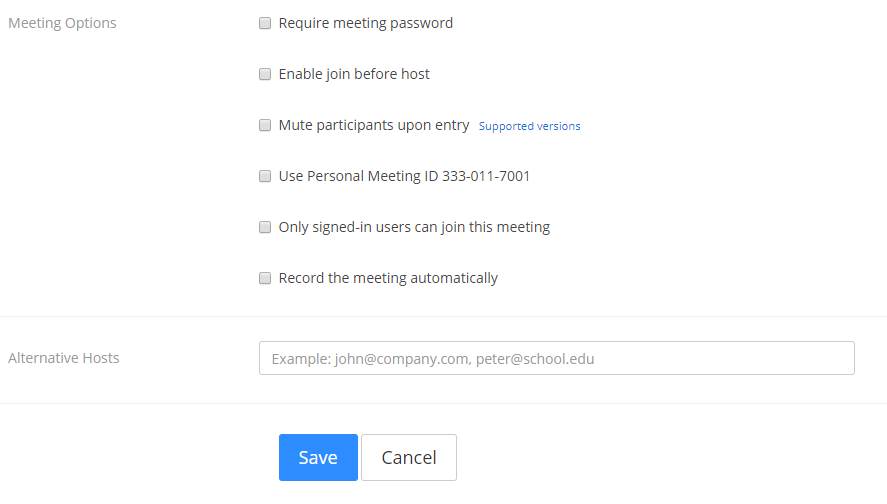 Meeting Options
Require meeting password
Enable join before host
Mute participants upon entry Supported versions
Use Personal Meeting ID 333-011-7001
Only signed-in users can join this meeting
Record the meeting automatically
Alternative Hosts
Example: john@company.com, peter@school.edu
Save Cancel